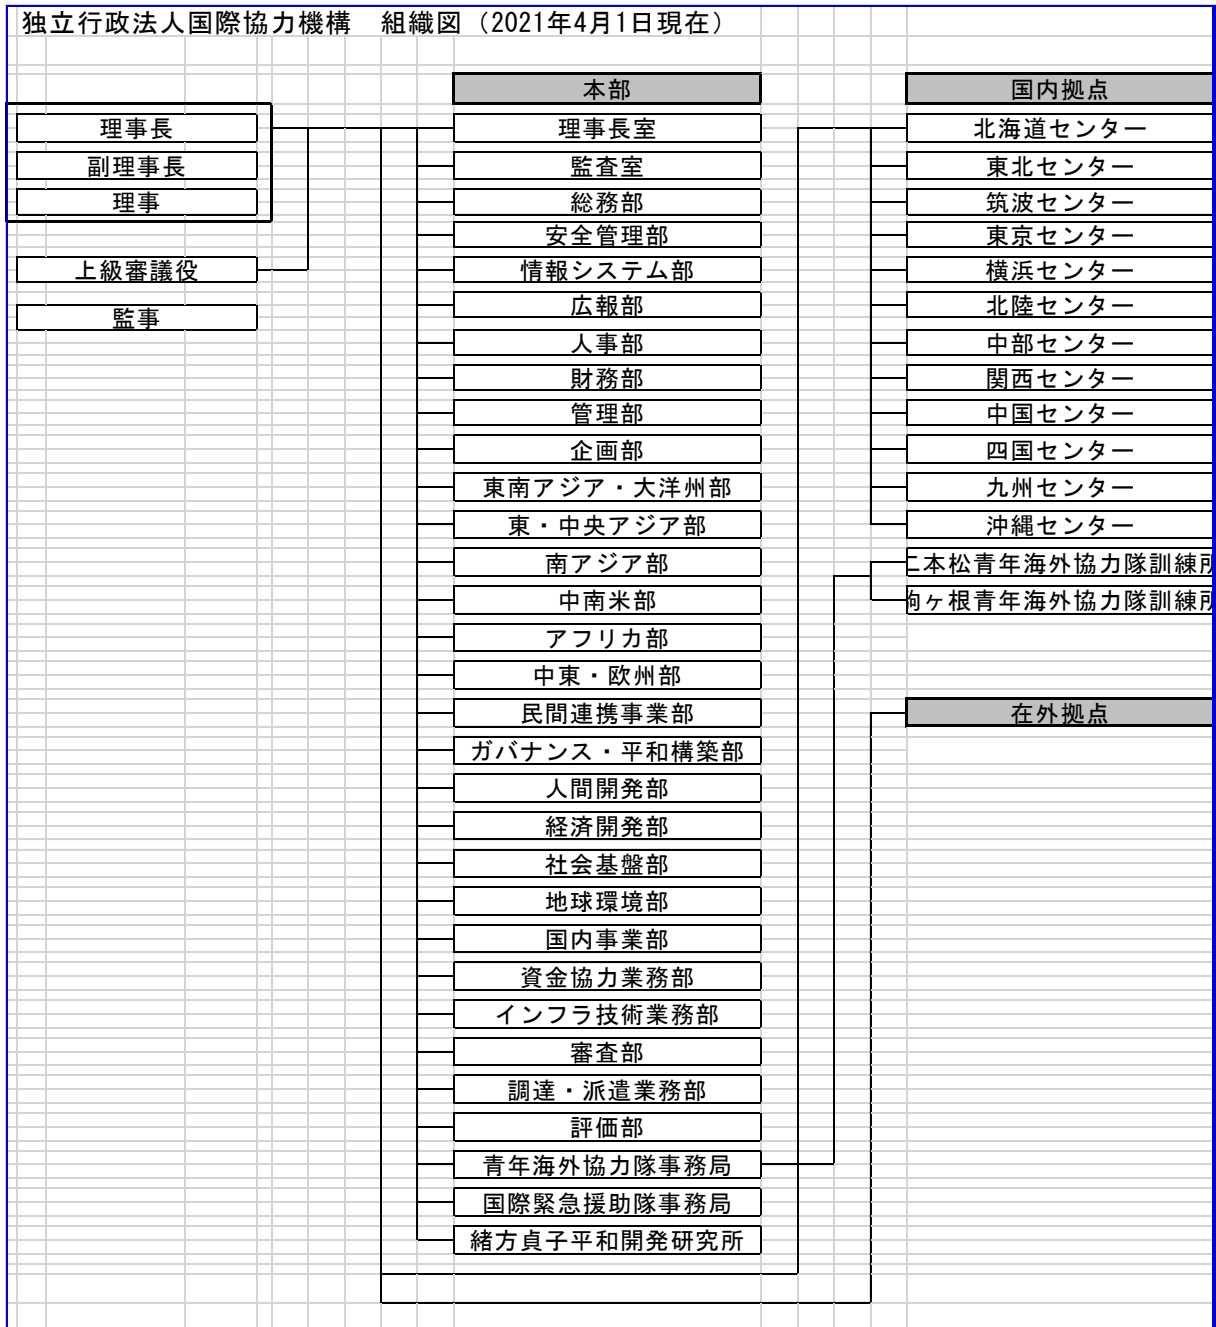 独立行政法人国際協力機構　組織図（2021年4月1日現在）
理事長
副理事長
理事
上級審議役
監事
本部
理事長室
監査室
総務部
安全管理部
情報システム部
広報部
人事部
財務部
管理部
企画部
東南アジア・大洋州部
東・中央アジア部
南アジア部
中南米部
アフリカ部
中東・欧州部
民間連携事業部
ガバナンス・平和構築部
人間開発部
経済開発部
社会基盤部
地球環境部
国内事業部
資金協力業務部
インフラ技術業務部
審査部
調達・派遣業務部
評価部
青年海外協力隊事務局
国際緊急援助隊事務局
緒方貞子平和開発研究所
国内拠点
北海道センター
東北センター
筑波センター
東京センター
横浜センター
北陸センター
中部センター
関西センター
中国センター
四国センター
九州センター
沖縄センター
二本松青年海外協力隊訓練所
駒ヶ根青年海外協力隊訓練所
在外拠点